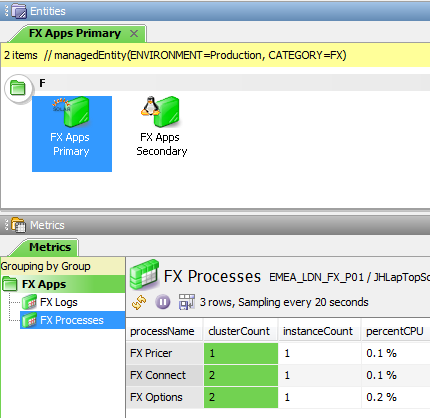 Entities
FX Apps Primary
2 items // managedEntity(ENVIRONMENT=Production, CATEGORY=FX)
F
FX Apps Primary
FX Apps Secondary
Metrics
Metrics
Grouping by Group
FX Apps
FX Logs
FX Processes
FX Processes EMEA_LDN_FX_P01 / JHLapTopSo
3 rows, Sampling every 20 seconds
processName clusterCount instanceCount percentCPU
FX Pricer 1 1 0.1 %
FX Connect 2 1 0.1 %
FX Options 2 1 0.2 %